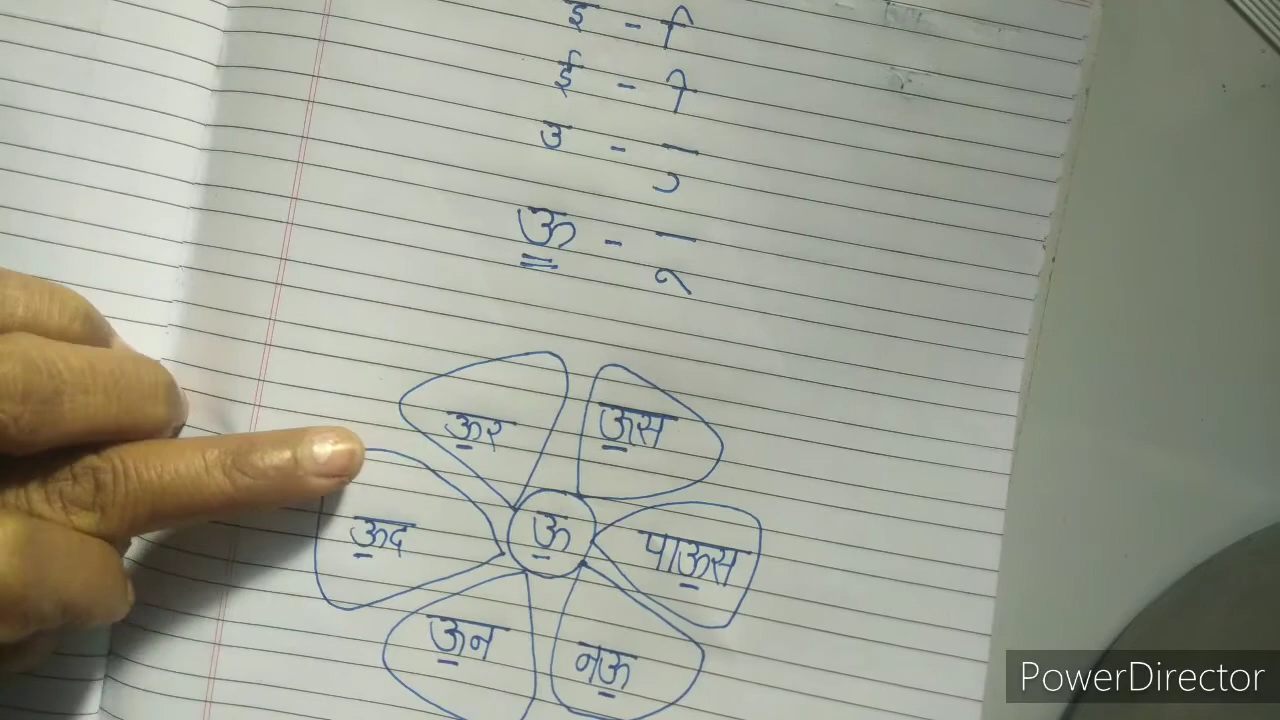 इ - ि
ई - ी
उ - ु
ऊ - ू
ऊर
ऊस
ऊद
ऊ
पाऊस
ऊन
नऊ
PowerDirector